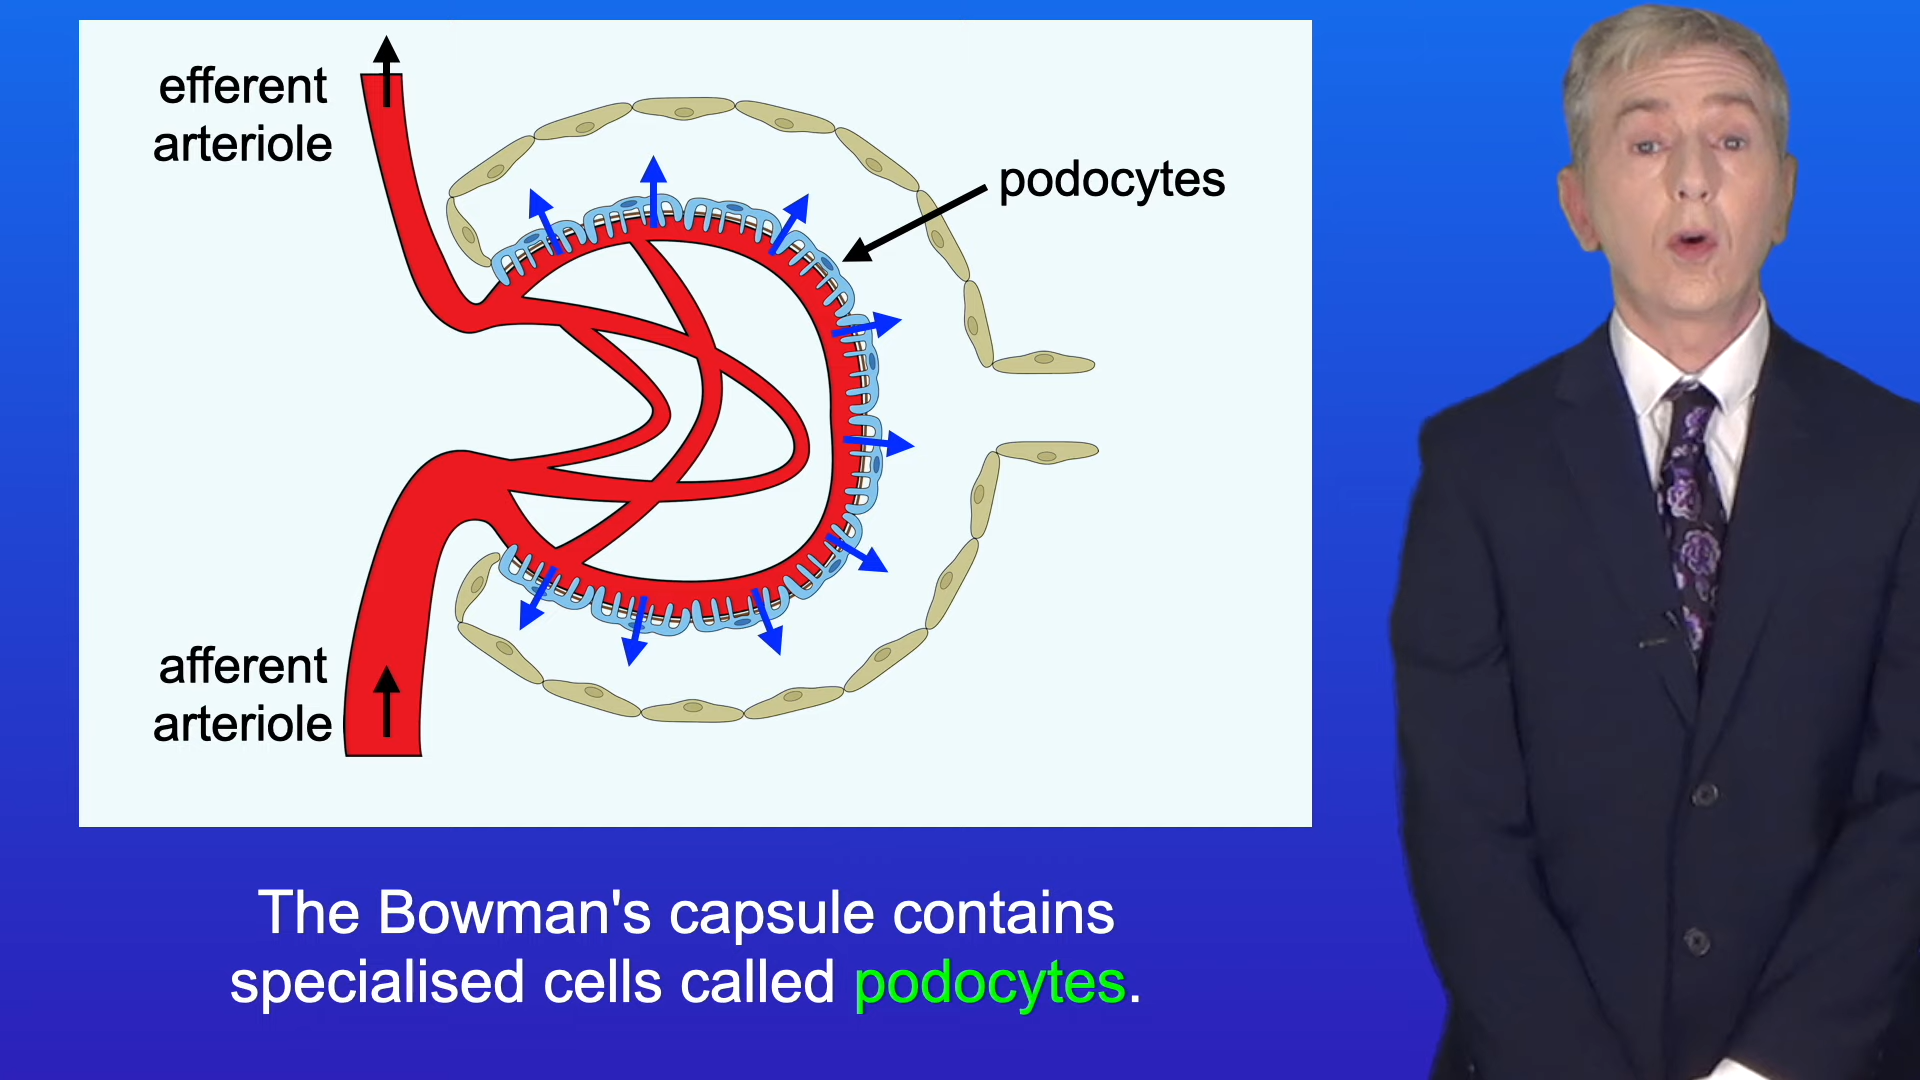 efferent
arteriole
podocytes
afferent
arteriole
The Bowman's capsule contains
specialised cells called podocytes.